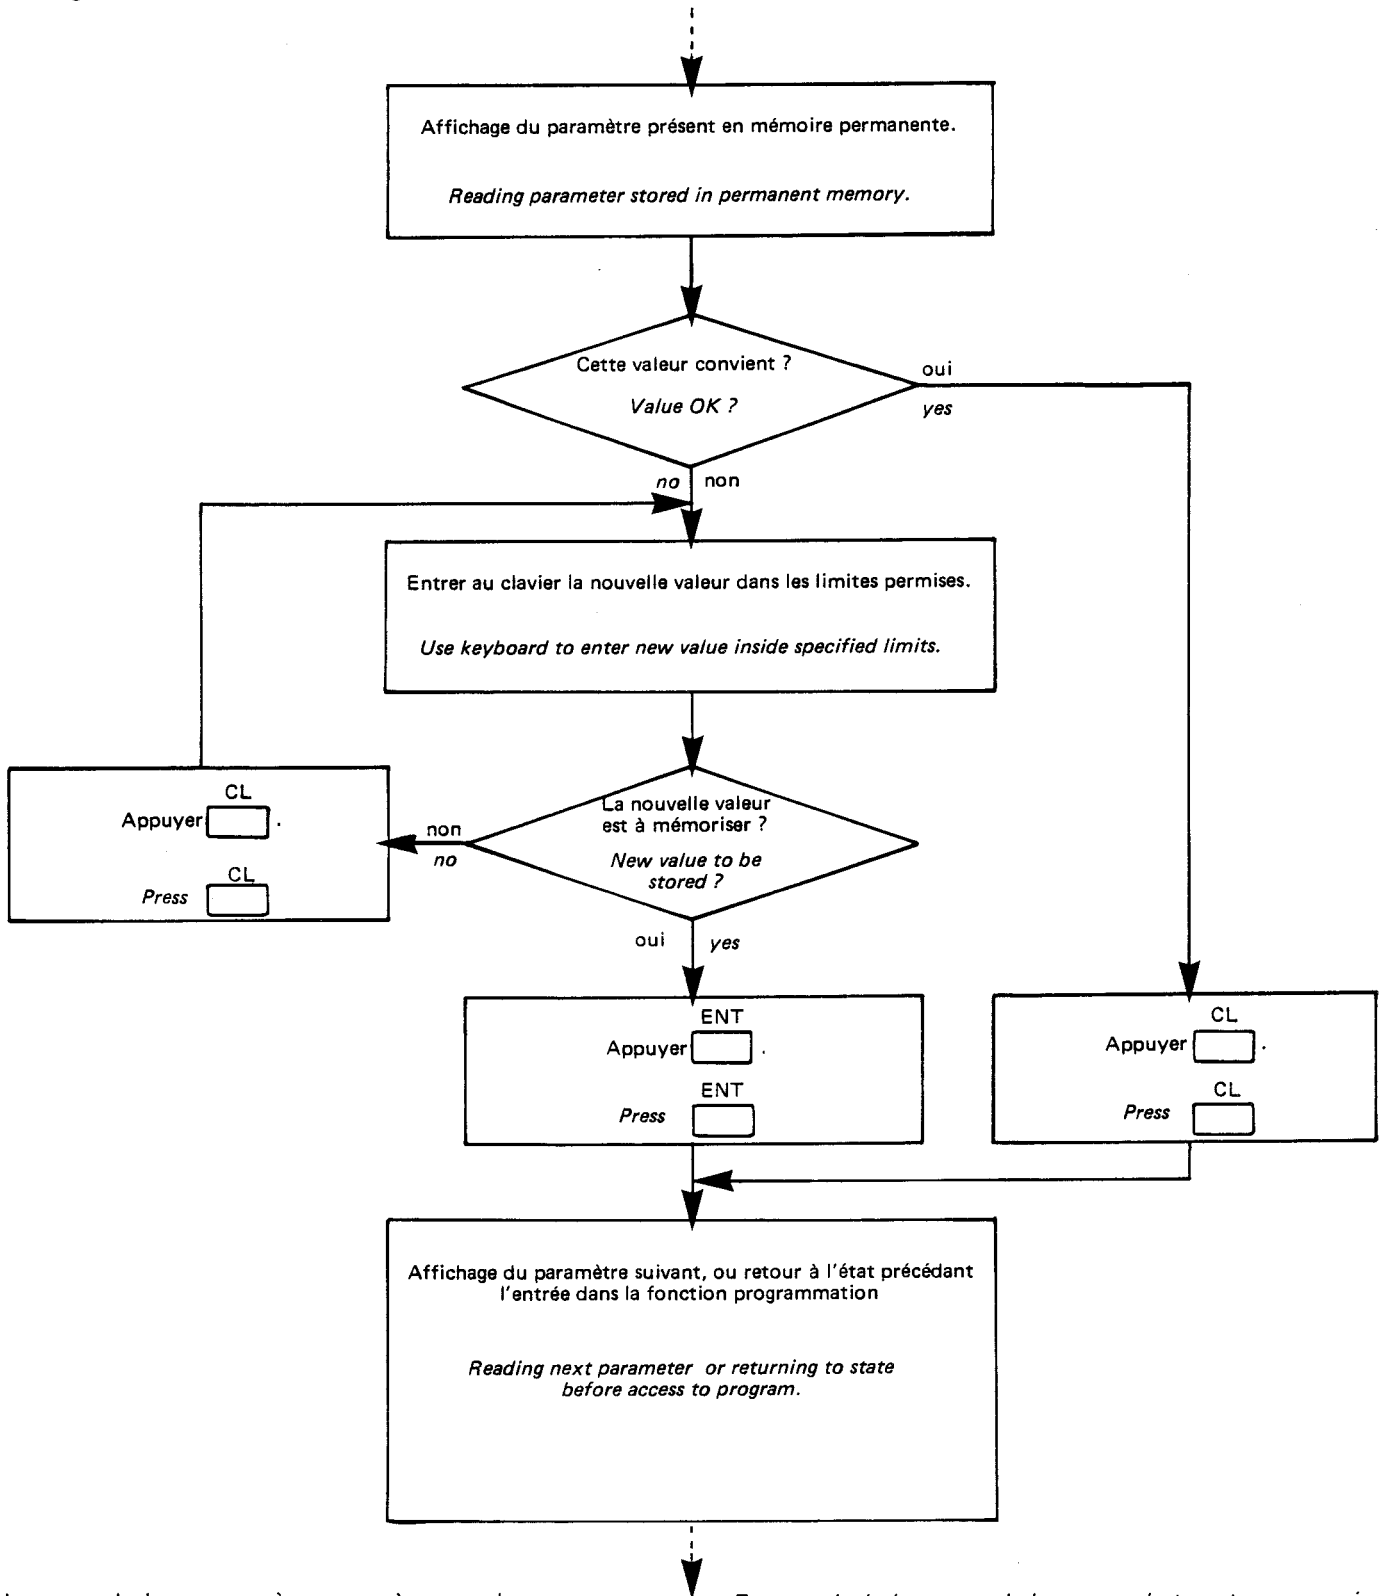 Affichage du paramètre présent en mémoire permanente.
Reading parameter stored in permanent memory.
Cette valeur convient ?
Value OK ?
oui
yes
no non
Entrer au clavier la nouvelle valeur dans les limites permises.
Use keyboard to enter new value inside specified limits.
CL
Appuyer .
CL
Press
non
no
La nouvelle valeur
est à mémoriser ?
New value to be
stored ?
oui yes
ENT
Appuyer .
ENT
Press
CL
Appuyer .
CL
Press
Affichage du paramètre suivant, ou retour à l'état précédant
l'entrée dans la fonction programmation
Reading next parameter or returning to state
before access to program.